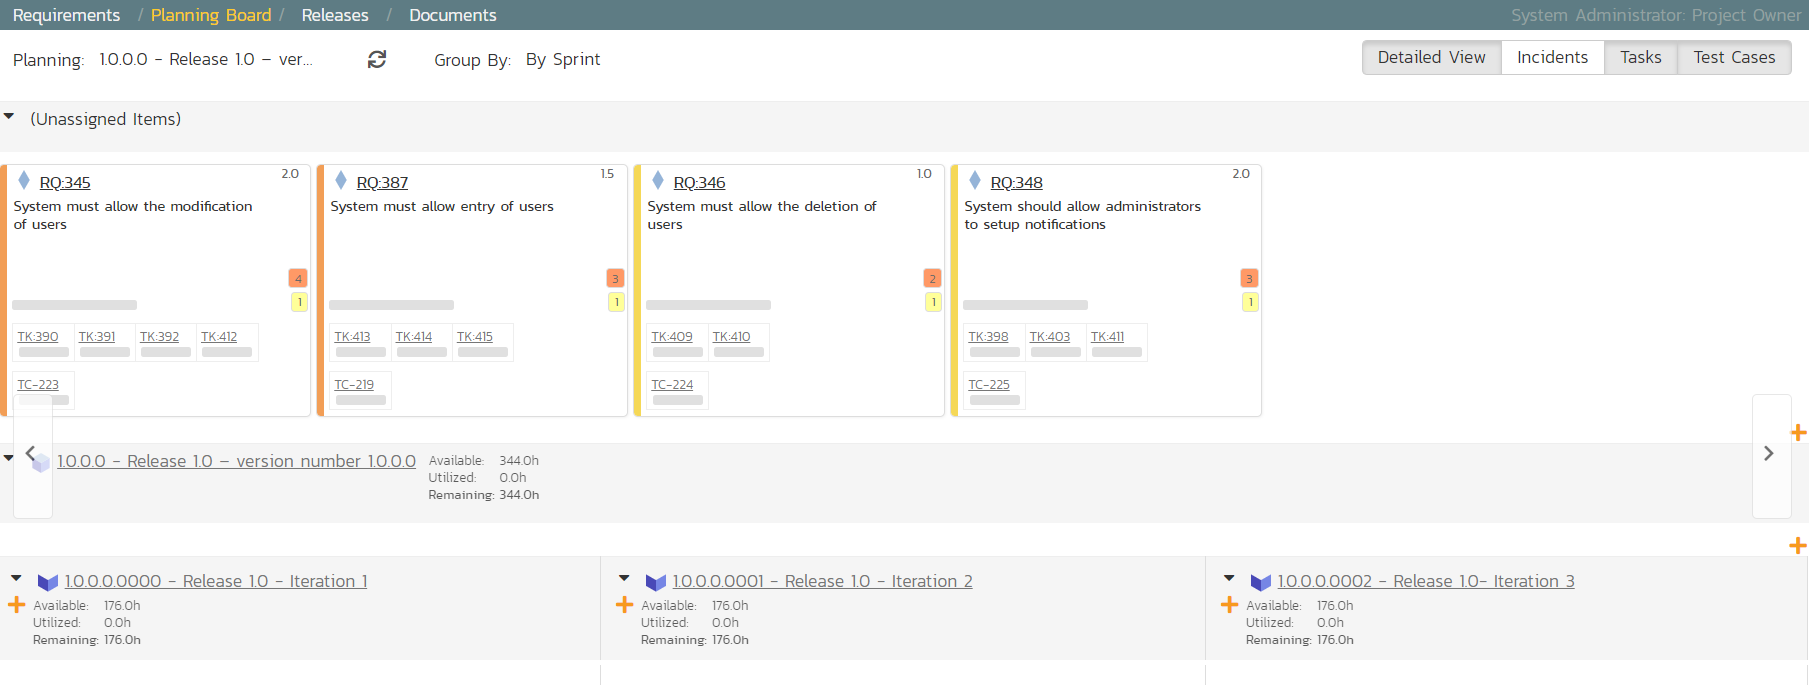 Requirements / Planning Board / Releases / Documents System Administrator: Project Owner
Planning: 1.0.0.0 - Release 1.0 – ver... Group By: By Sprint Detailed View Incidents Tasks Test Cases
(Unassigned Items)
RQ:345 2.0
System must allow the modification
of users
4
1
TK:390 TK:391 TK:392 TK:412
TC-223
RQ:387 1.5
System must allow entry of users
3
1
TK:413 TK:414 TK:415
TC-219
RQ:346 1.0
System must allow the deletion of
users
2
1
TK:409 TK:410
TC-224
RQ:348 2.0
System should allow administrators
to setup notifications
3
1
TK:398 TK:403 TK:411
TC-225
1.0.0.0 - Release 1.0 – version number 1.0.0.0
Available: 344.0h
Utilized: 0.0h
Remaining: 344.0h
1.0.0.0.0000 - Release 1.0 - Iteration 1
Available: 176.0h
Utilized: 0.0h
Remaining: 176.0h
1.0.0.0.0001 - Release 1.0 - Iteration 2
Available: 176.0h
Utilized: 0.0h
Remaining: 176.0h
1.0.0.0.0002 - Release 1.0- Iteration 3
Available: 176.0h
Utilized: 0.0h
Remaining: 176.0h